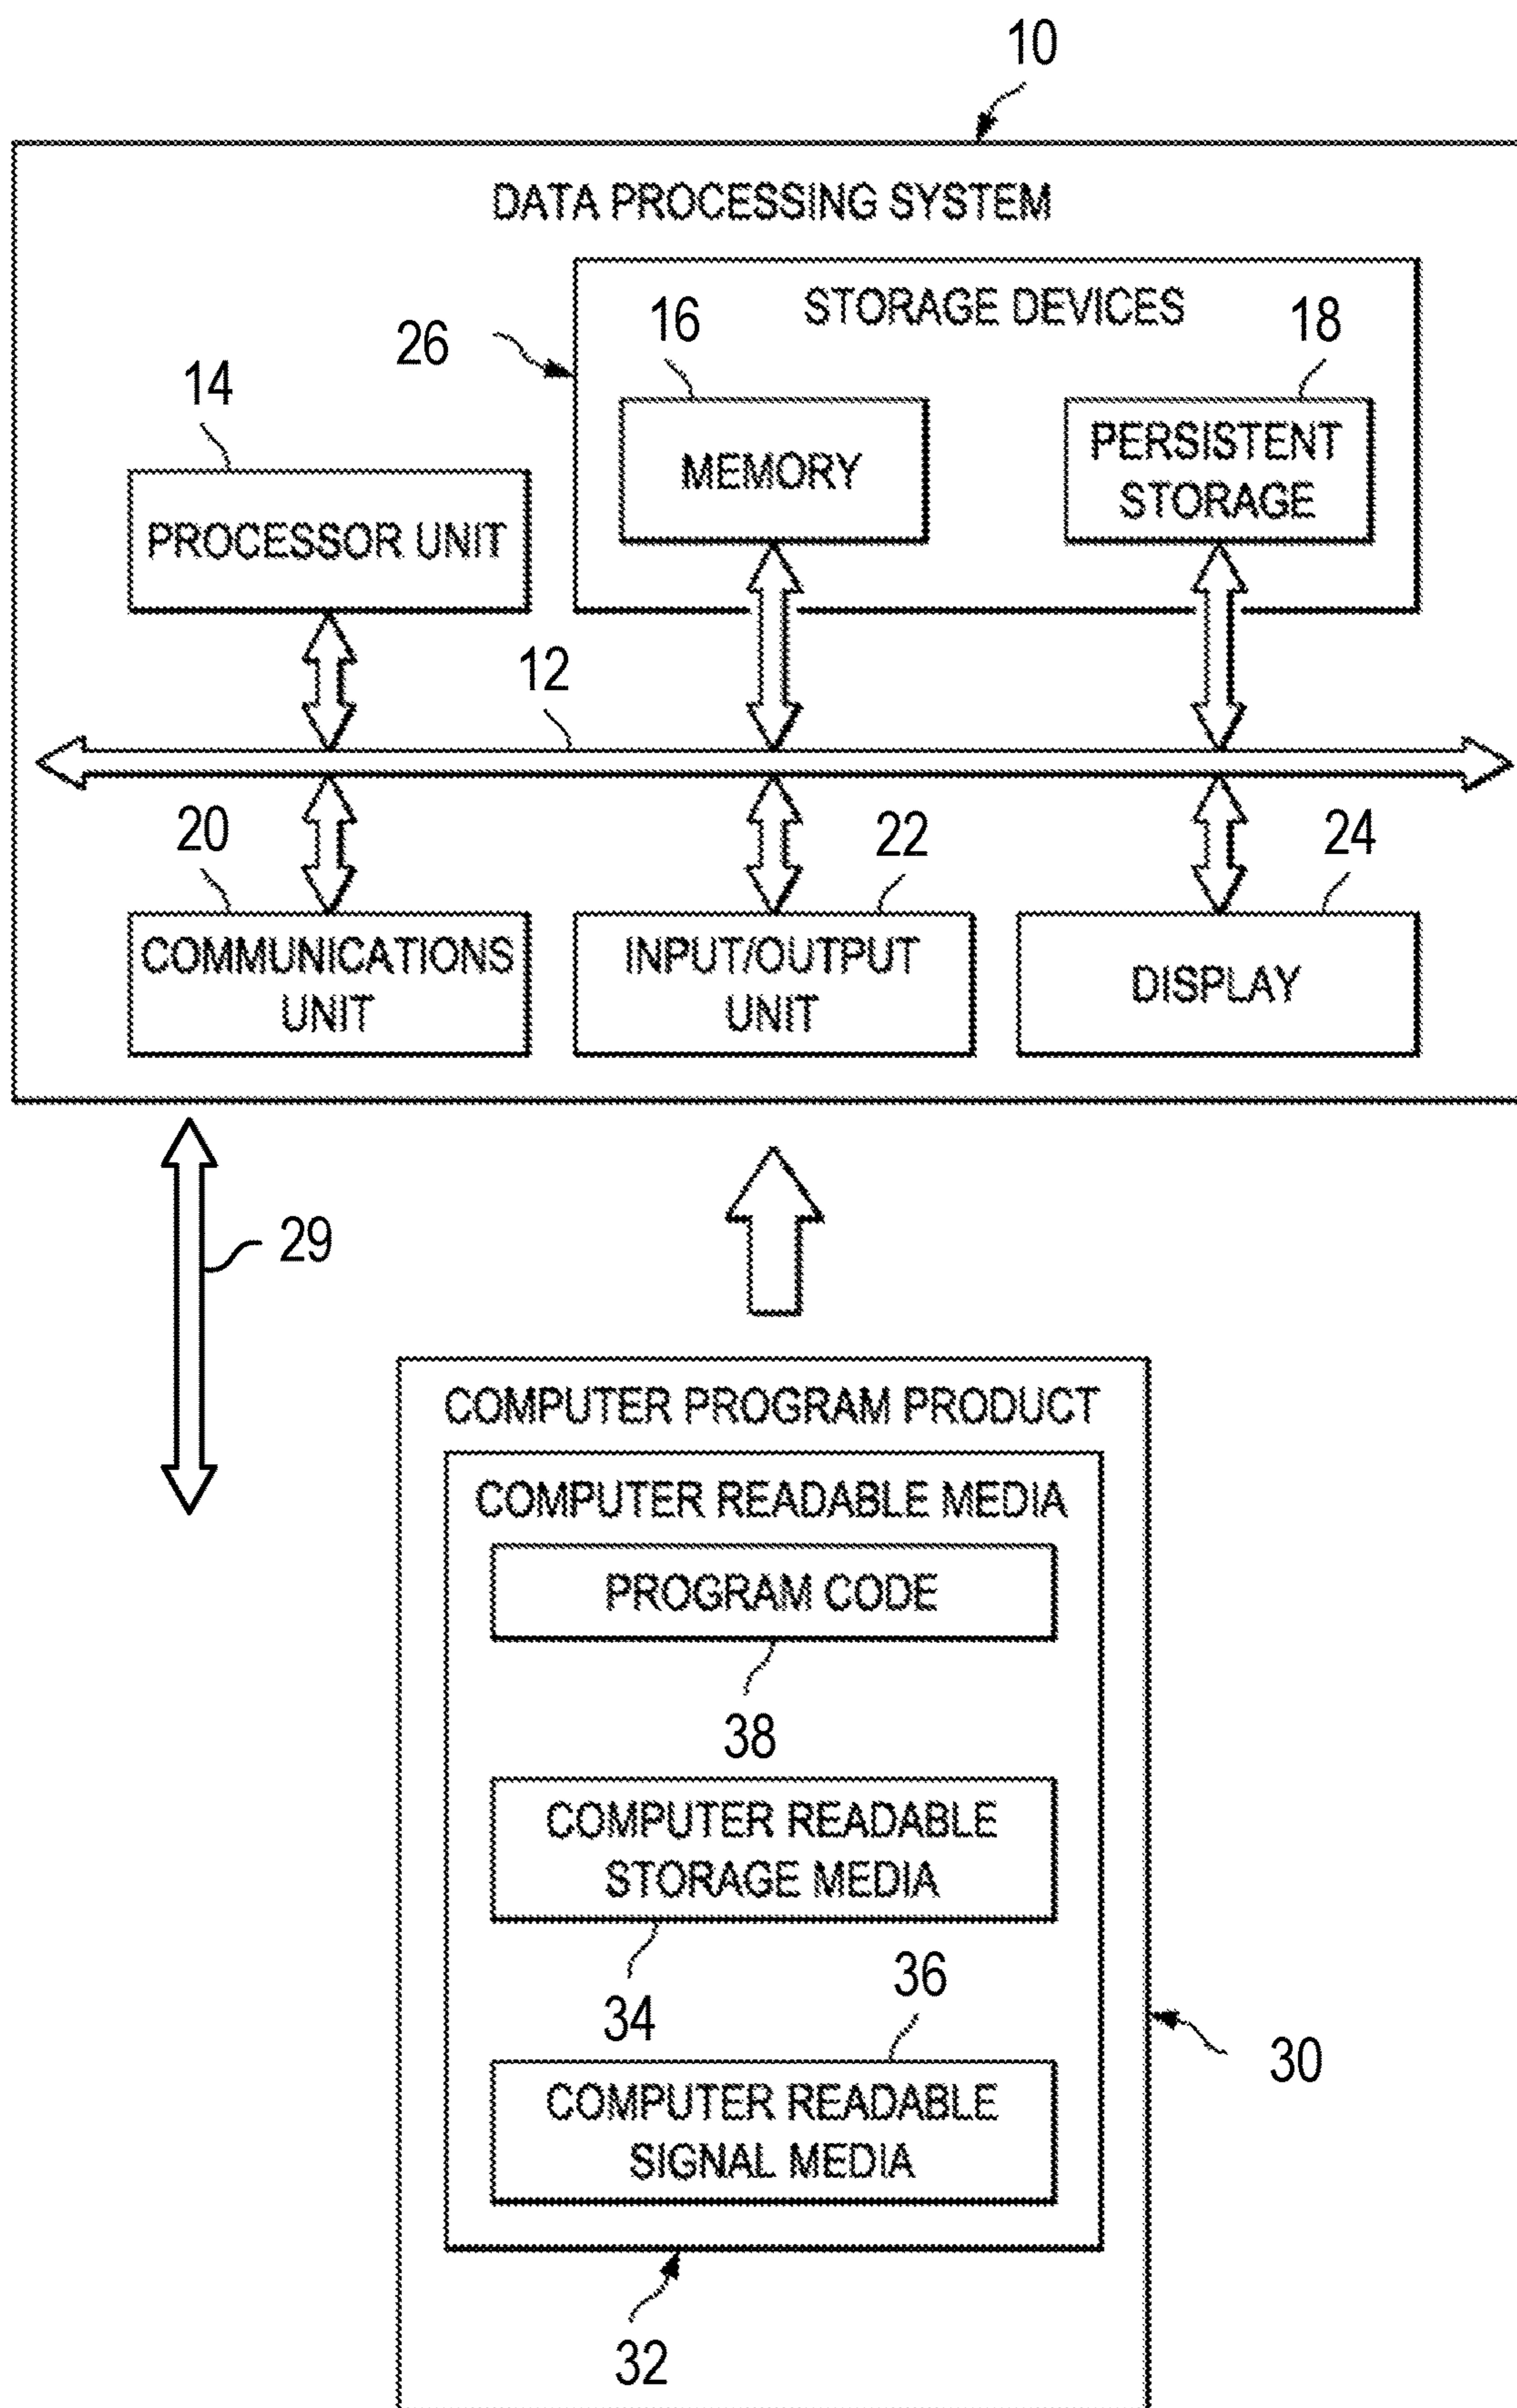 10
DATA PROCESSING SYSTEM
STORAGE DEVICES
26
16
18
14
MEMORY
PERSISTENT
STORAGE
PROCESSOR UNIT
12
20
22
24
COMMUNICATIONS
UNIT
INPUT/OUTPUT
UNIT
DISPLAY
29
COMPUTER PROGRAM PRODUCT
COMPUTER READABLE MEDIA
PROGRAM CODE
38
COMPUTER READABLE
STORAGE MEDIA
34
36
30
COMPUTER READABLE
SIGNAL MEDIA
32